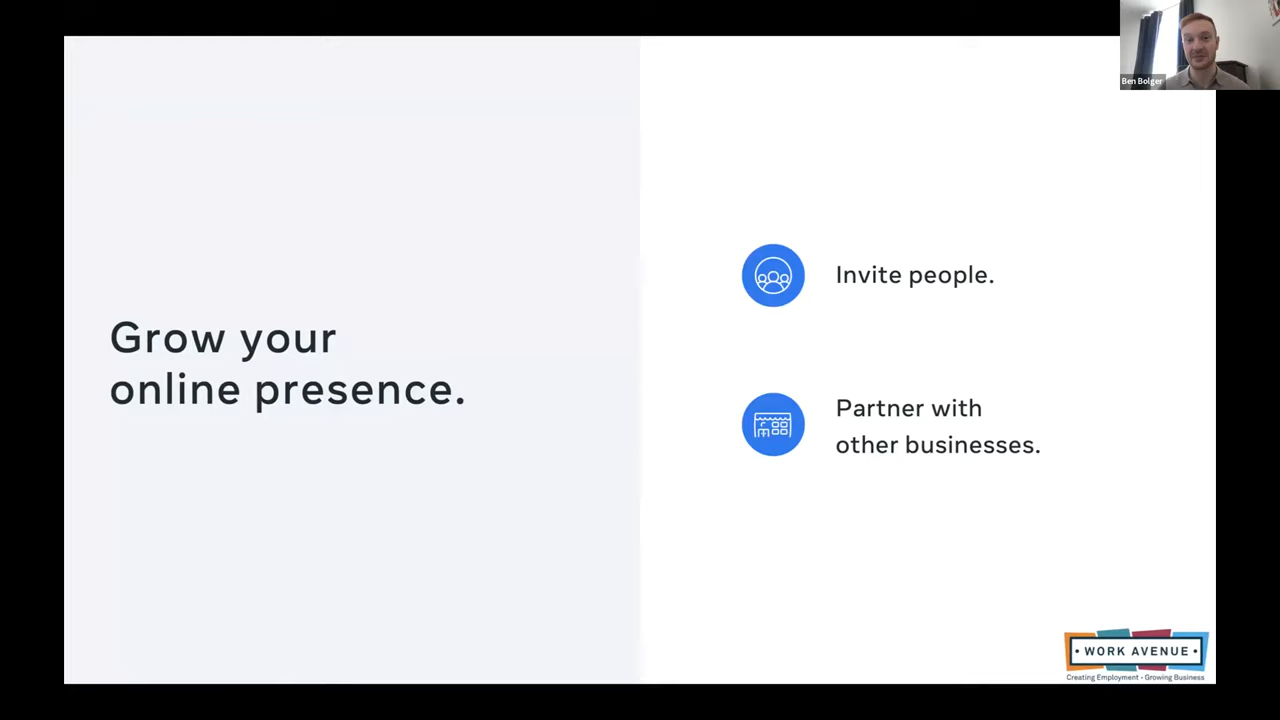 Ben Bolger
Grow your
online presence.
Invite people.
Partner with
other businesses.
• WORK AVENUE •
Creating Employment • Growing Business